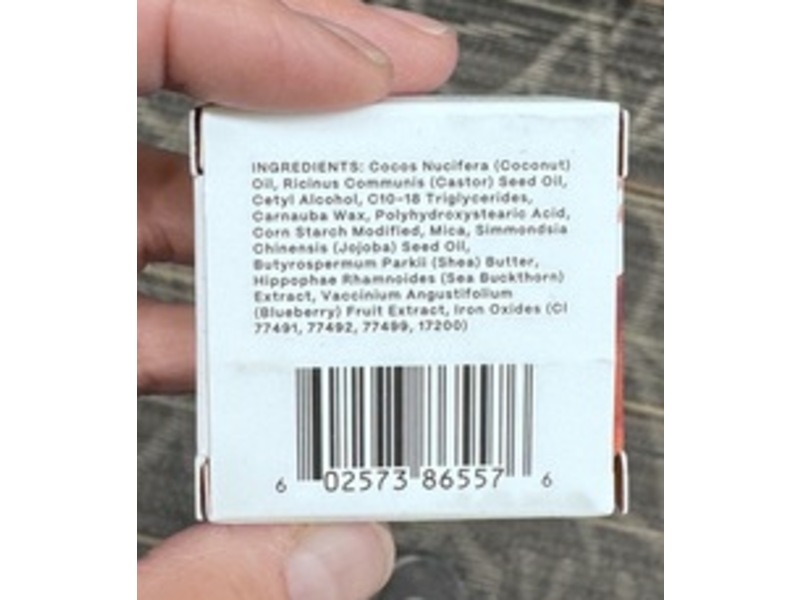 INGREDIENTS: Cocos Nucifera (Coconut)
Oil, Ricinus Communis (Castor) Seed Oil,
Cetyl Alcohol, C10-18 Triglycerides,
Carnauba Wax, Polyhydroxystearic Acid,
Corn Starch Modified, Mica, Simmondsia
Chinensis (Jojoba) Seed Oil,
Butyrospermum Parkii (Shea) Butter,
Hippophae Rhamnoides (Sea Buckthorn)
Extract, Vaccinium Angustifolium
(Blueberry) Fruit Extract, Iron Oxides (CI
77491, 77492, 77499, 17200)
6 02573 86557 6